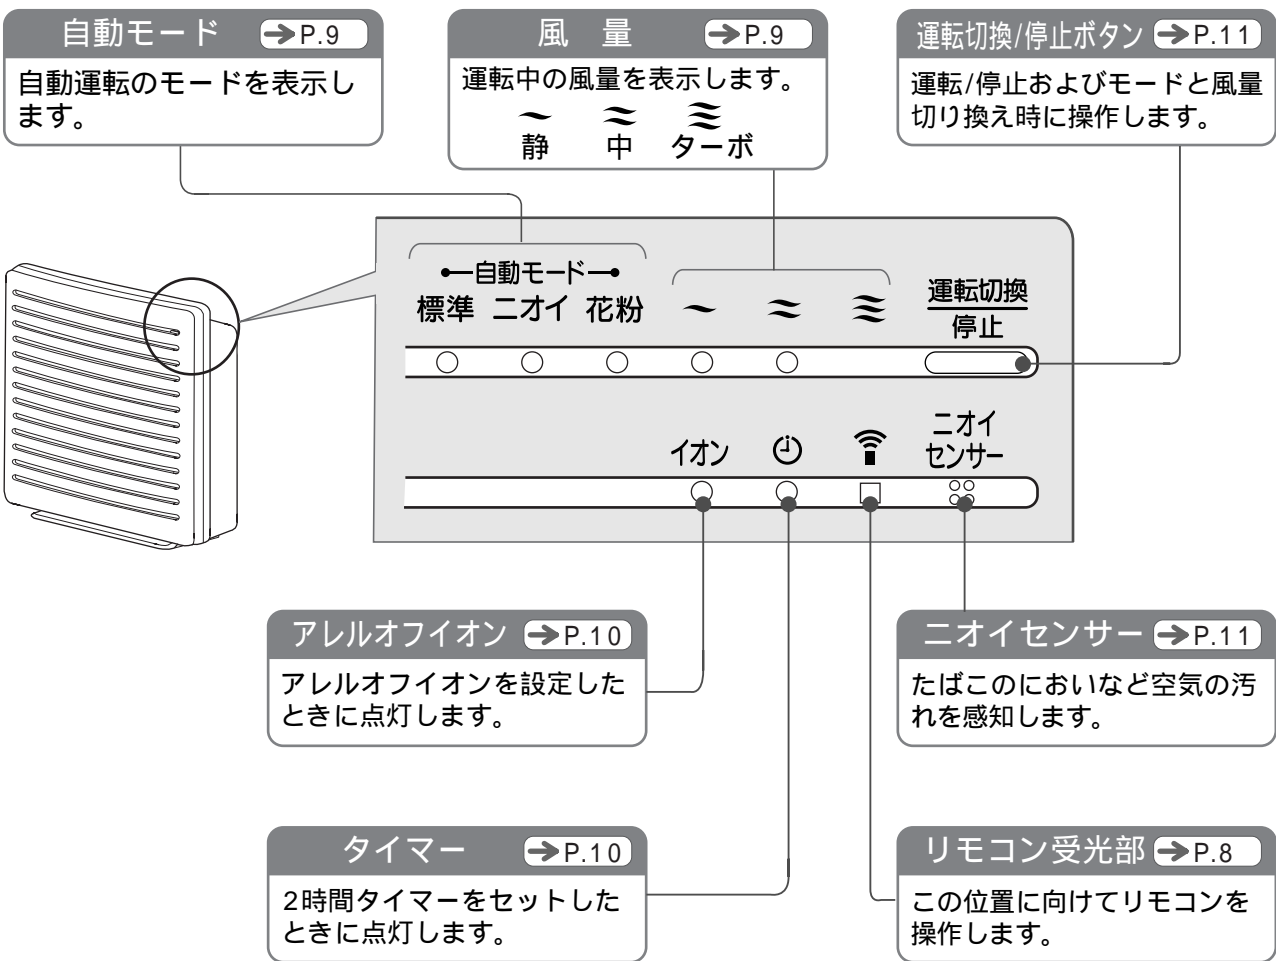 自動モード ➔P.9
自動運転のモードを表示し
ます。
風 量 ➔P.9
運転中の風量を表示します。
静 中 ターボ
運転切換/停止ボタン ➔P.11
運転/停止およびモードと風量
切り換え時に操作します。
自動モード
標準 ニオイ 花粉
運転切換
停止
イオン
ニオイ
センサー
アレルオフイオン ➔P.10
アレルオフイオンを設定した
ときに点灯します。
ニオイセンサー ➔P.11
たばこのにおいなど空気の汚
れを感知します。
タイマー ➔P.10
2時間タイマーをセットした
ときに点灯します。
リモコン受光部 ➔P.8
この位置に向けてリモコンを
操作します。